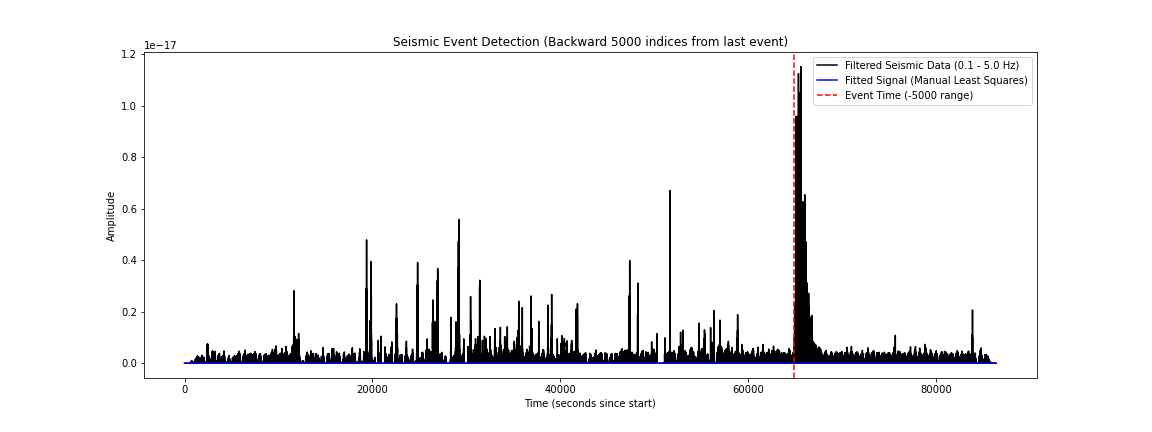 Seismic Event Detection (Backward 5000 indices from last event)
1e−17
1.2
1.0
0.8
0.6
0.4
0.2
0.0
Amplitude
Filtered Seismic Data (0.1 - 5.0 Hz)
Fitted Signal (Manual Least Squares)
Event Time (-5000 range)
0 20000 40000 60000 80000
Time (seconds since start)